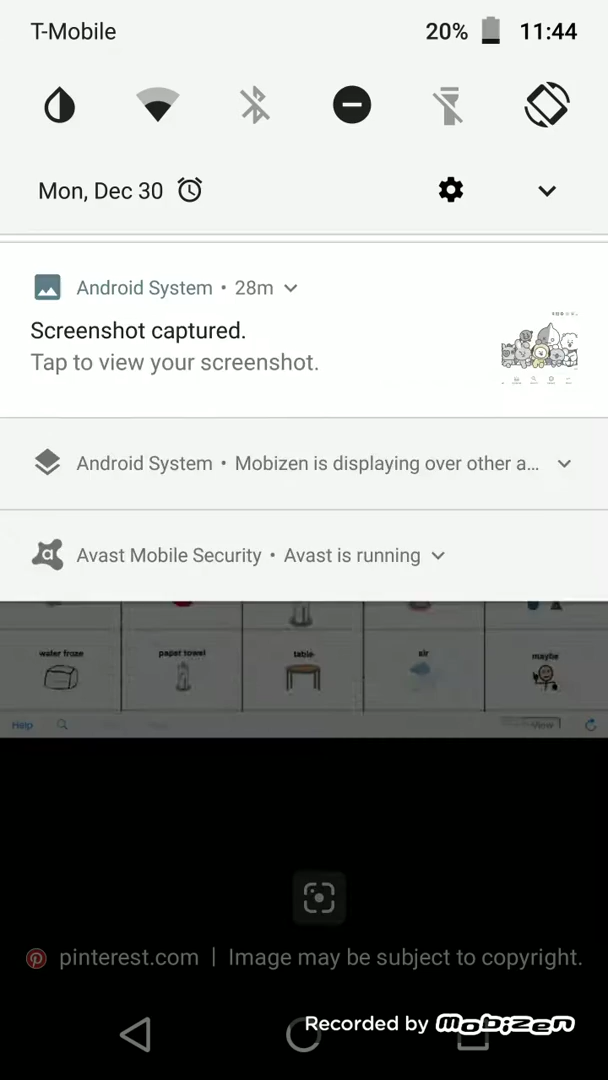 T-Mobile 20% 11:44
Mon, Dec 30
Android System • 28m
Screenshot captured.
Tap to view your screenshot.
Android System • Mobizen is displaying over other a...
Avast Mobile Security • Avast is running
water froze paper towel table air maybe
Help View
pinterest.com | Image may be subject to copyright.
Recorded by mobizen